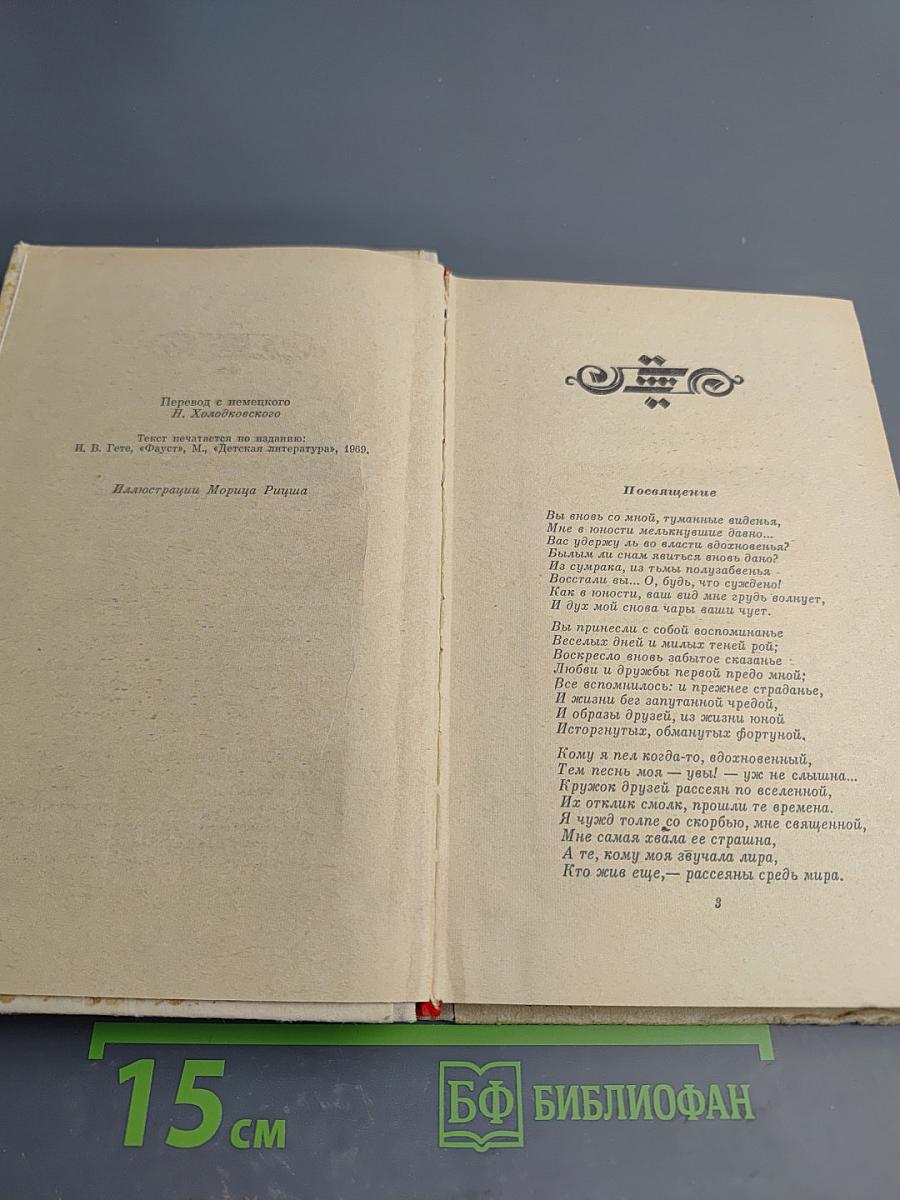 Перевод с немецкого
Н. Холодковского
Текст печатается по изданию:
И. В. Гете, «Фауст», М., «Детская литература», 1969.
Иллюстрации Морица Рицша
Посвящение
Вы вновь со мной, туманные виденья,
Мне в юности мелькнувшие давно...
Вас удержу ль во власти вдохновенья?
Былым ли снам явиться вновь дано?
Из сумрака, из тьмы полузабвенья
Восстали вы... О, будь, что суждено!
Как в юности, ваш вид мне грудь волнует,
И дух мой снова чары ваши чует.
Вы принесли с собой воспоминанье
Веселых дней и милых теней рой;
Воскресло вновь забытое сказанье
Любви и дружбы первой предо мной;
Все вспомнилось: и прежнее страданье,
И жизни бег запутанной чредой,
И образы друзей, из жизни юной
Исторгнутых, обманутых фортуной.
Кому я пел когда-то, вдохновенный,
Тем песнь моя — увы! — уж не слышна...
Кружок друзей рассеян по вселенной,
Их отклик смолк, прошли те времена.
Я чужд толпе со скорбью, мне священной,
Мне самая хвала ее страшна,
А те, кому моя звучала лира,
Кто жив еще,— рассеяны средь мира.
3
15 см
БФ БИБЛИОФАН